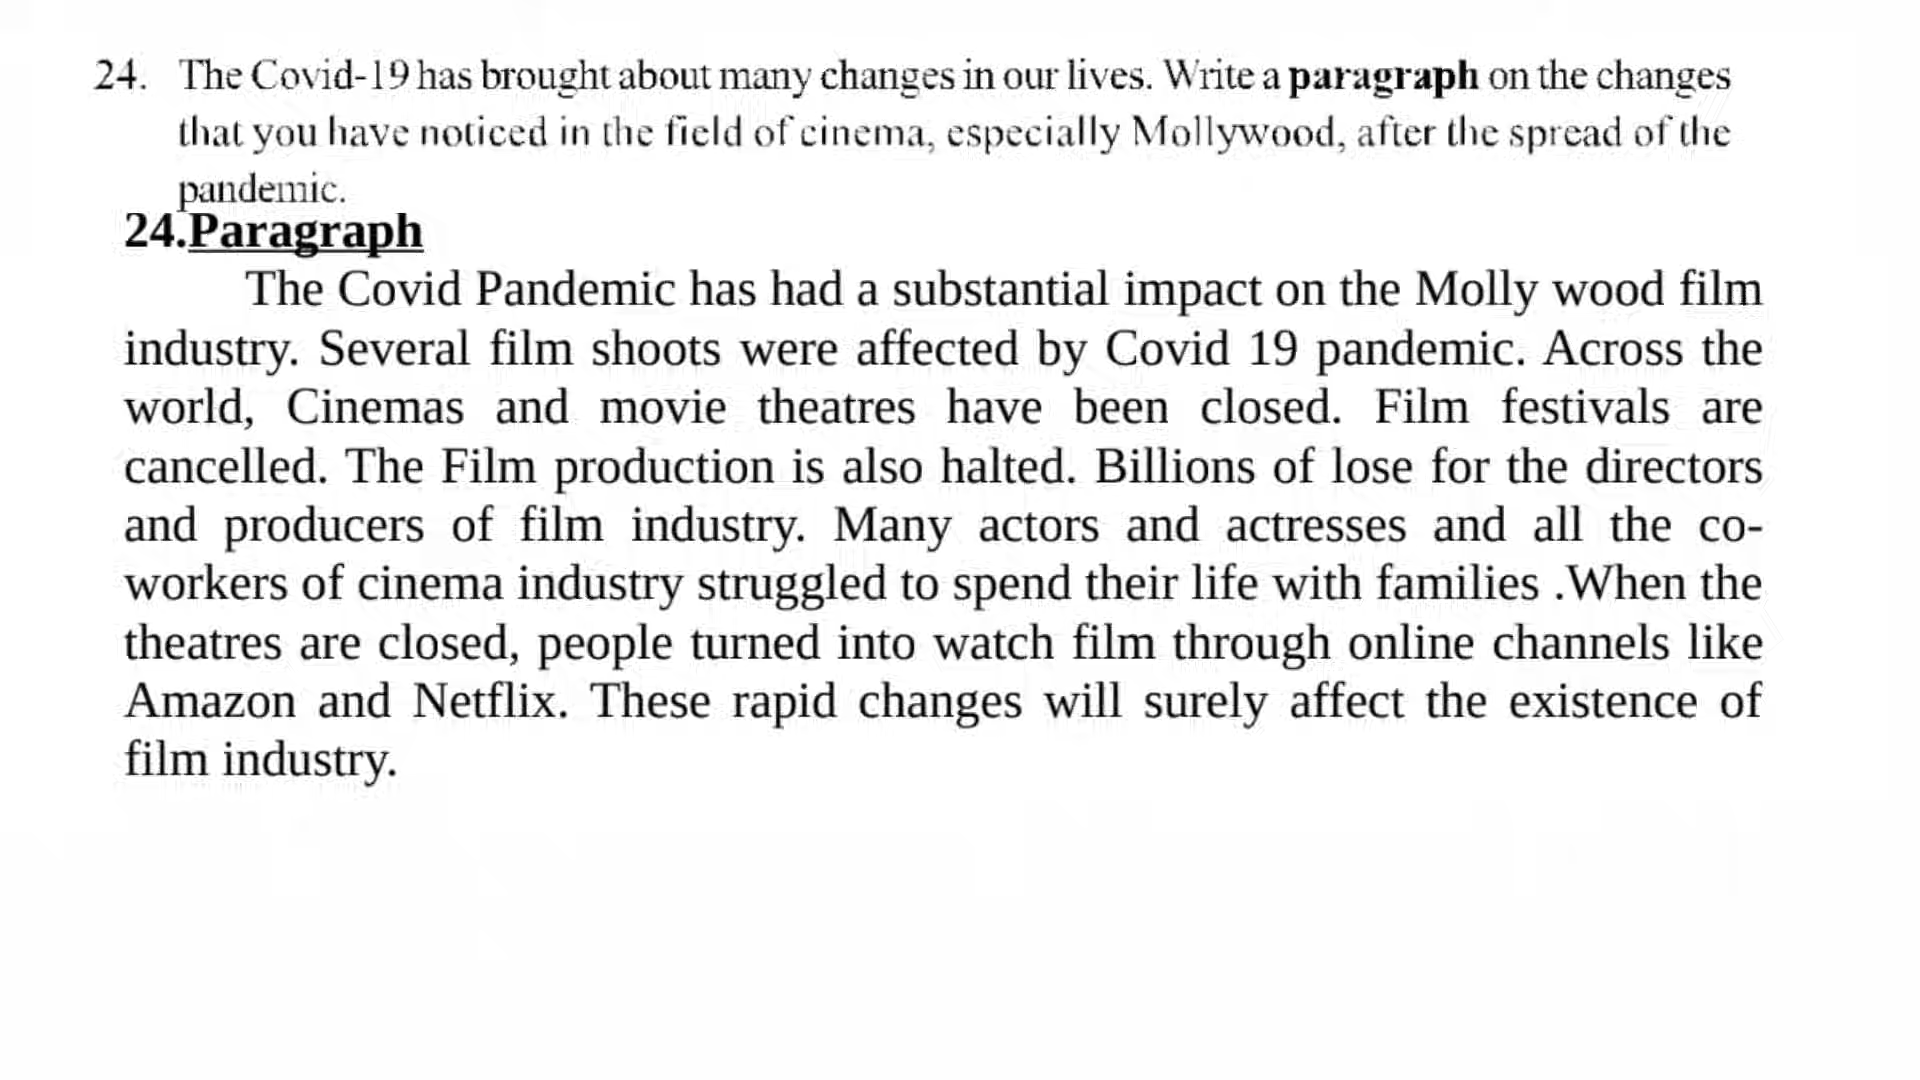 24. The Covid-19 has brought about many changes in our lives. Write a paragraph on the changes
that you have noticed in the field of cinema, especially Mollywood, after the spread of the
pandemic.
24.Paragraph
The Covid Pandemic has had a substantial impact on the Molly wood film
industry. Several film shoots were affected by Covid 19 pandemic. Across the
world, Cinemas and movie theatres have been closed. Film festivals are
cancelled. The Film production is also halted. Billions of lose for the directors
and producers of film industry. Many actors and actresses and all the co-
workers of cinema industry struggled to spend their life with families .When the
theatres are closed, people turned into watch film through online channels like
Amazon and Netflix. These rapid changes will surely affect the existence of
film industry.